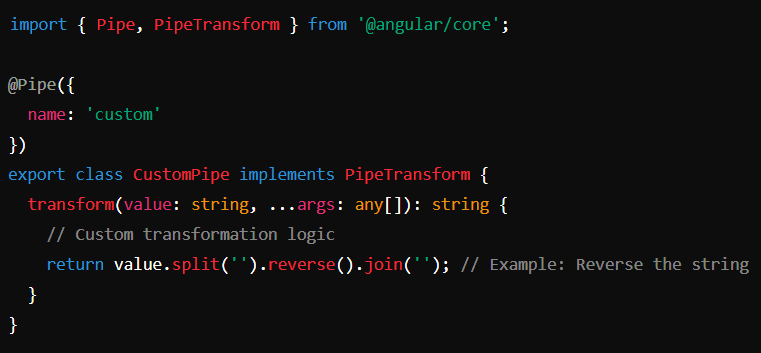 import { Pipe, PipeTransform } from '@angular/core';
@Pipe({
  name: 'custom'
})
export class CustomPipe implements PipeTransform {
  transform(value: string, ...args: any[]): string {
    // Custom transformation logic
    return value.split('').reverse().join(''); // Example: Reverse the string
  }
}